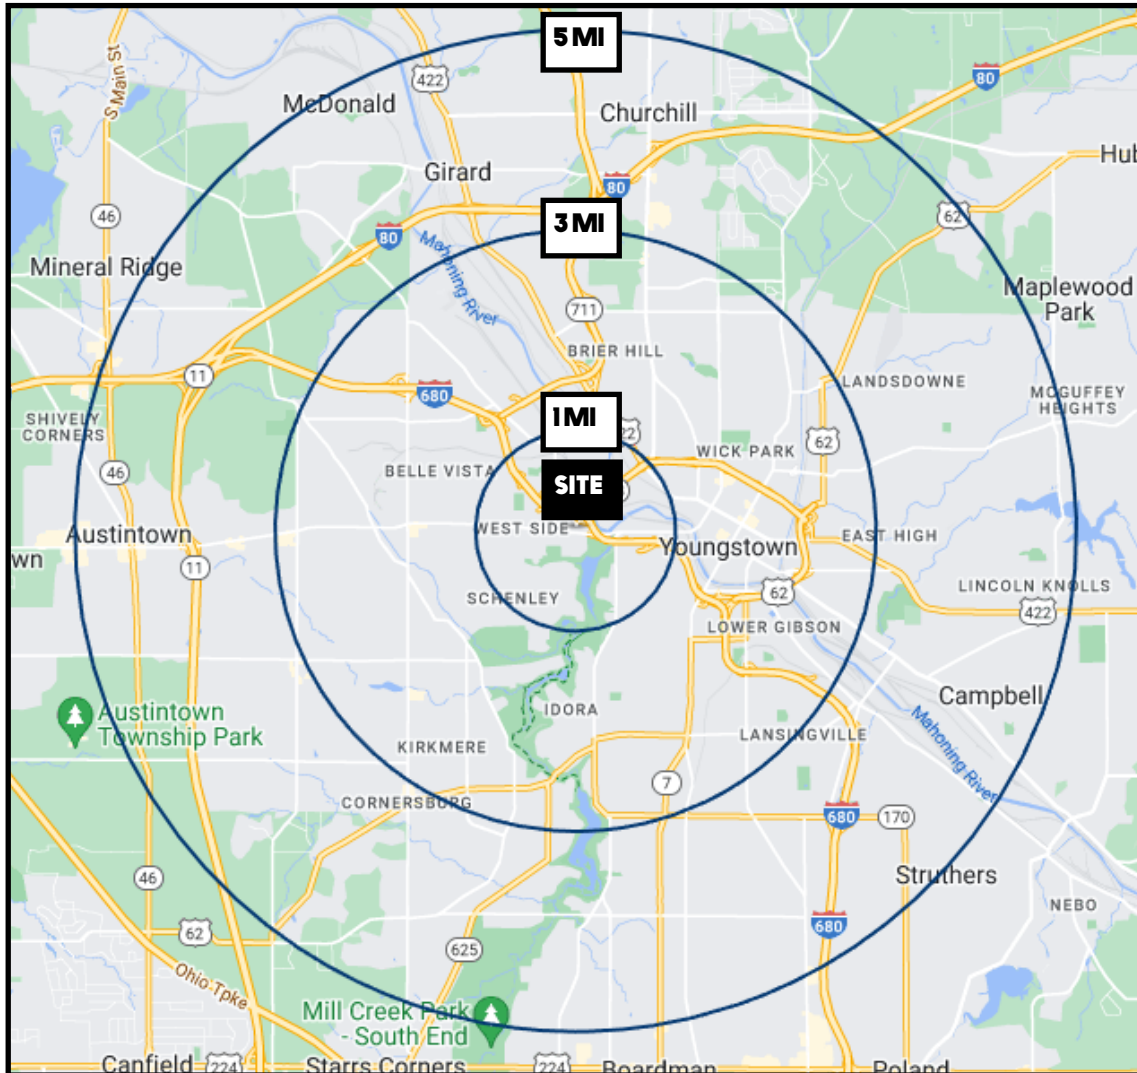 5 MI
S Main St
422
80
McDonald
Churchill
Hub
Girard
80
3 MI
46
62
80
Mahoning River
Mineral Ridge
Maplewood
Park
711
BRIER HILL
11
LANDSDOWNE
680
MCGUFFEY
HEIGHTS
1 MI
SHIVELY
CORNERS
22
62
WICK PARK
BELLE VISTA
46
SITE
WEST SIDE
Austintown
EAST HIGH
Youngstown
wn
11
LINCOLN KNOLLS
62
SCHENLEY
422
LOWER GIBSON
Campbell
Austintown
Township Park
IDORA
LANSINGVILLE
Mahoning River
KIRKMERE
7
CORNERSBURG
680
170
46
Struthers
NEBO
62
680
625
Ohio Tpke
Mill Creek Park
- South End
Canfield
224
Starrs Corners
224
Boardman
Poland